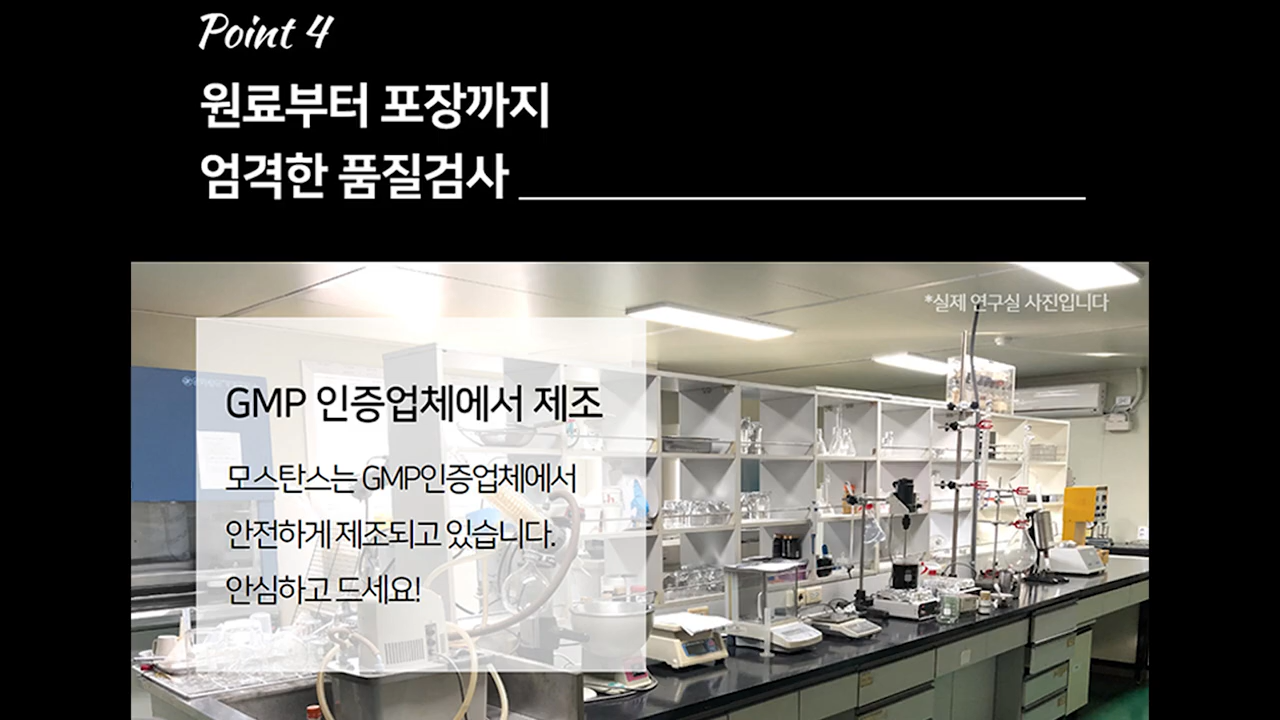 Point 4
원료부터 포장까지
엄격한 품질검사
*실제 연구실 사진입니다
GMP 인증업체에서 제조
모스탄스는 GMP인증업체에서
안전하게 제조되고 있습니다.
안심하고 드세요!